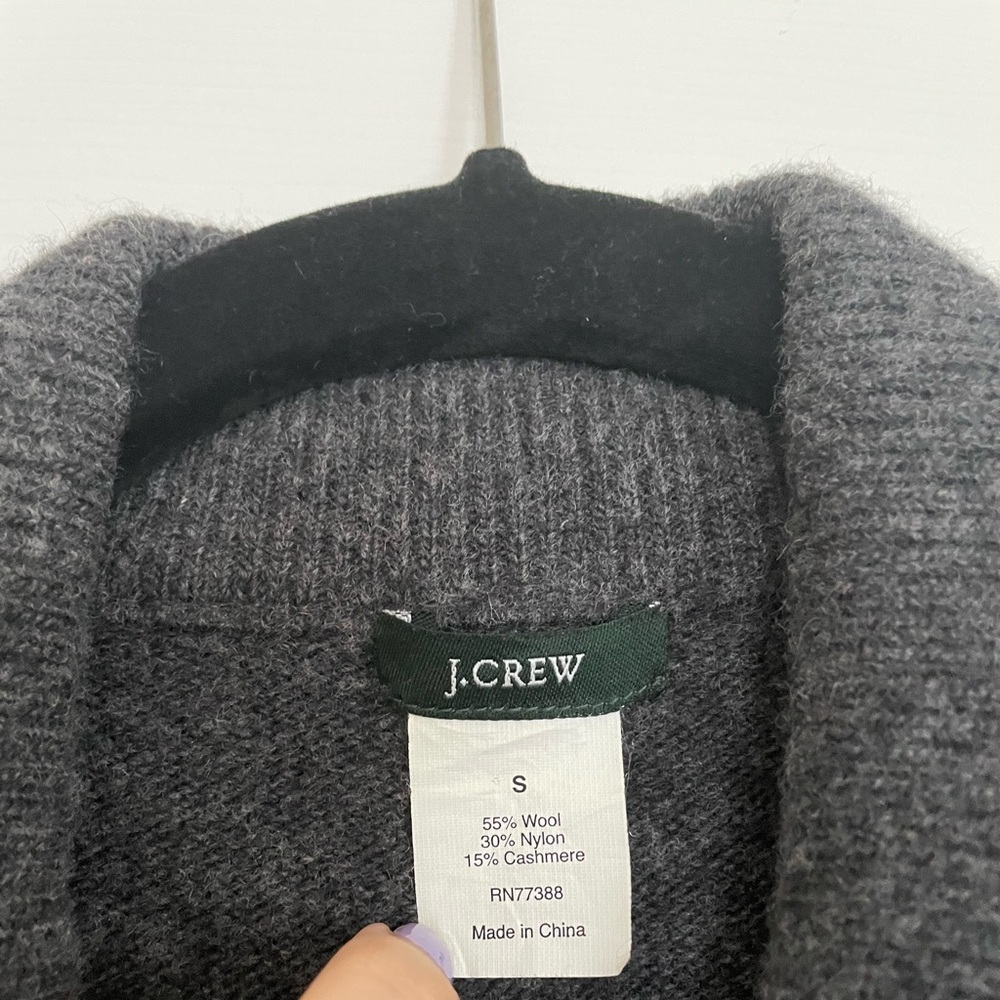 J.CREW
S
55% Wool
30% Nylon
15% Cashmere
RN77388
Made in China